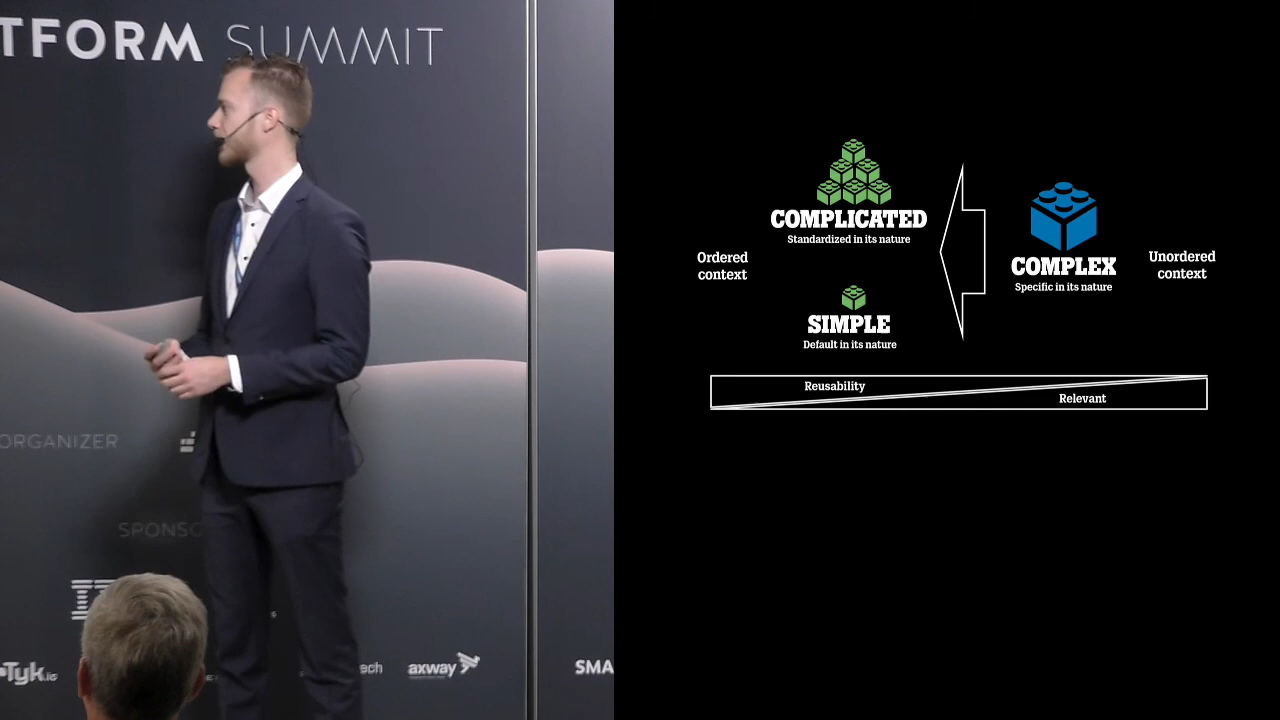 TFORM SUMMIT
ORGANIZER
SPONSO
Tyk.io
ech
axway
SMA
COMPLICATED
Standardized in its nature
Ordered
context
SIMPLE
Default in its nature
COMPLEX
Specific in its nature
Unordered
context
Reusability
Relevant